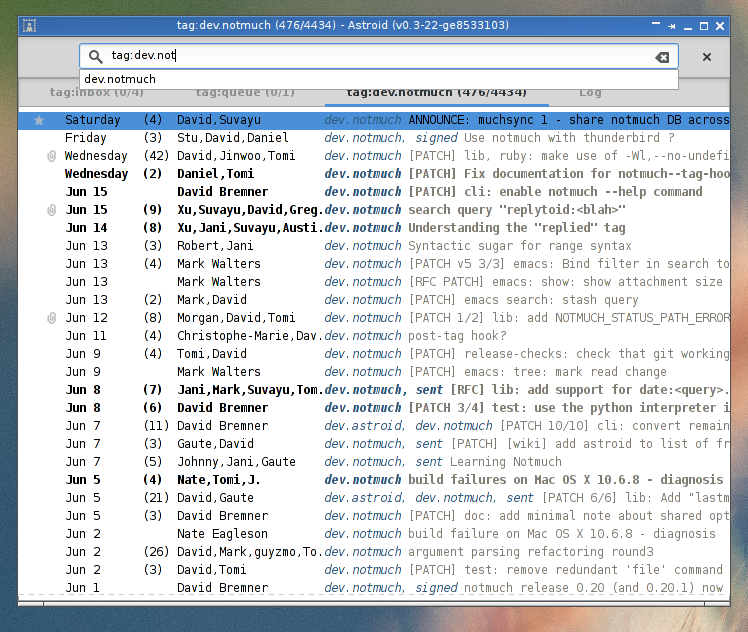 tag:dev.notmuch (476/4434) - Astroid (v0.3-22-ge8533103)
tag:dev.not
dev.notmuch
tag:inbox (0/4) tag:queue (0/1) tag:dev.notmuch (476/4434) Log
Saturday (4) David,Suvayu dev.notmuch ANNOUNCE: muchsync 1 - share notmuch DB across
Friday (3) Stu,David,Daniel dev.notmuch, signed Use notmuch with thunderbird ?
Wednesday (42) David,Jinwoo,Tomi dev.notmuch [PATCH] lib, ruby: make use of -Wl,--no-undefi
Wednesday (2) Daniel,Tomi dev.notmuch [PATCH] Fix documentation for notmuch--tag-hoo
Jun 15 David Bremner dev.notmuch [PATCH] cli: enable notmuch --help command
Jun 15 (9) Xu,Suvayu,David,Greg. dev.notmuch search query "replytoid:<blah>"
Jun 14 (8) Xu,Jani,Suvayu,Austi. dev.notmuch Understanding the "replied" tag
Jun 13 (3) Robert,Jani dev.notmuch Syntactic sugar for range syntax
Jun 13 (4) Mark Walters dev.notmuch [PATCH v5 3/3] emacs: Bind filter in search to
Jun 13 Mark Walters dev.notmuch [RFC PATCH] emacs: show: show attachment size
Jun 13 (2) Mark,David dev.notmuch [PATCH] emacs search: stash query
Jun 12 (8) Morgan,David,Tomi dev.notmuch [PATCH 1/2] lib: add NOTMUCH_STATUS_PATH_ERROR
Jun 11 (4) Christophe-Marie,Dav. dev.notmuch post-tag hook?
Jun 9 (4) Tomi,David dev.notmuch [PATCH] release-checks: check that git working
Jun 9 Mark Walters dev.notmuch [PATCH] emacs: tree: mark read change
Jun 8 (7) Jani,Mark,Suvayu,Tom. dev.notmuch, sent [RFC] lib: add support for date:<query>.
Jun 8 (6) David Bremner dev.notmuch [PATCH 3/4] test: use the python interpreter i
Jun 7 (11) David Bremner dev.astroid, dev.notmuch [PATCH 10/10] cli: convert remain
Jun 7 (3) Gaute,David dev.notmuch, sent [PATCH] [wiki] add astroid to list of fr
Jun 7 (5) Johnny,Jani,Gaute dev.notmuch, sent Learning Notmuch
Jun 5 (4) Nate,Tomi,J. dev.notmuch build failures on Mac OS X 10.6.8 - diagnosis
Jun 5 (21) David,Gaute dev.astroid, dev.notmuch, sent [PATCH 6/6] lib: Add "lastm
Jun 5 (3) David Bremner dev.notmuch [PATCH] doc: add minimal note about shared opt
Jun 2 Nate Eagleson dev.notmuch build failure on Mac OS X 10.6.8 - diagnosis
Jun 2 (26) David,Mark,guyzmo,To. dev.notmuch argument parsing refactoring round3
Jun 2 (3) David,Tomi dev.notmuch [PATCH] test: remove redundant 'file' command
Jun 1 David Bremner dev.notmuch, signed notmuch release 0.20 (and 0.20.1) now